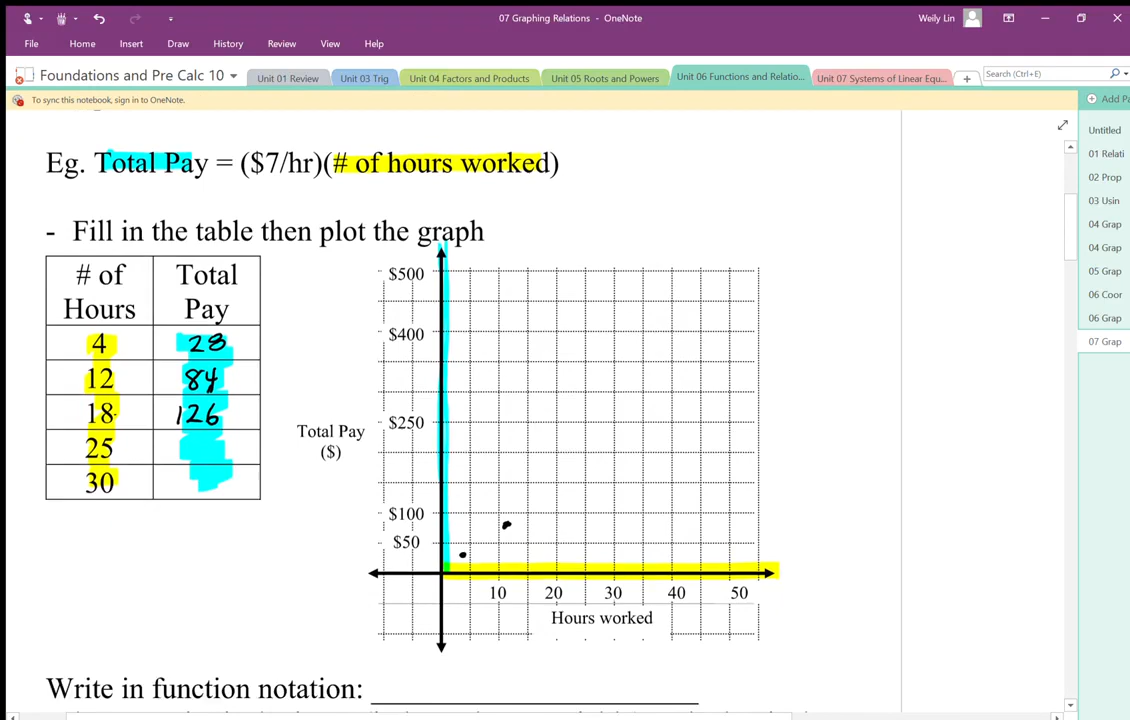 07 Graphing Relations - OneNote
Weily Lin
File Home Insert Draw History Review View Help
Foundations and Pre Calc 10
Unit 01 Review
Unit 03 Trig
Unit 04 Factors and Products
Unit 05 Roots and Powers
Unit 06 Functions and Relatio...
Unit 07 Systems of Linear Equ...
Search (Ctrl+E)
To sync this notebook, sign in to OneNote.
Add Pa
Untitled
01 Relati
02 Prop
03 Usin
04 Grap
04 Grap
05 Grap
06 Coor
06 Grap
07 Grap
Eg. Total Pay = ($7/hr)(# of hours worked)
- Fill in the table then plot the graph
# of Hours
Total Pay
4 28
12 84
18 126
25
30
Total Pay
($)
$500
$400
$250
$100
$50
10 20 30 40 50
Hours worked
Write in function notation: